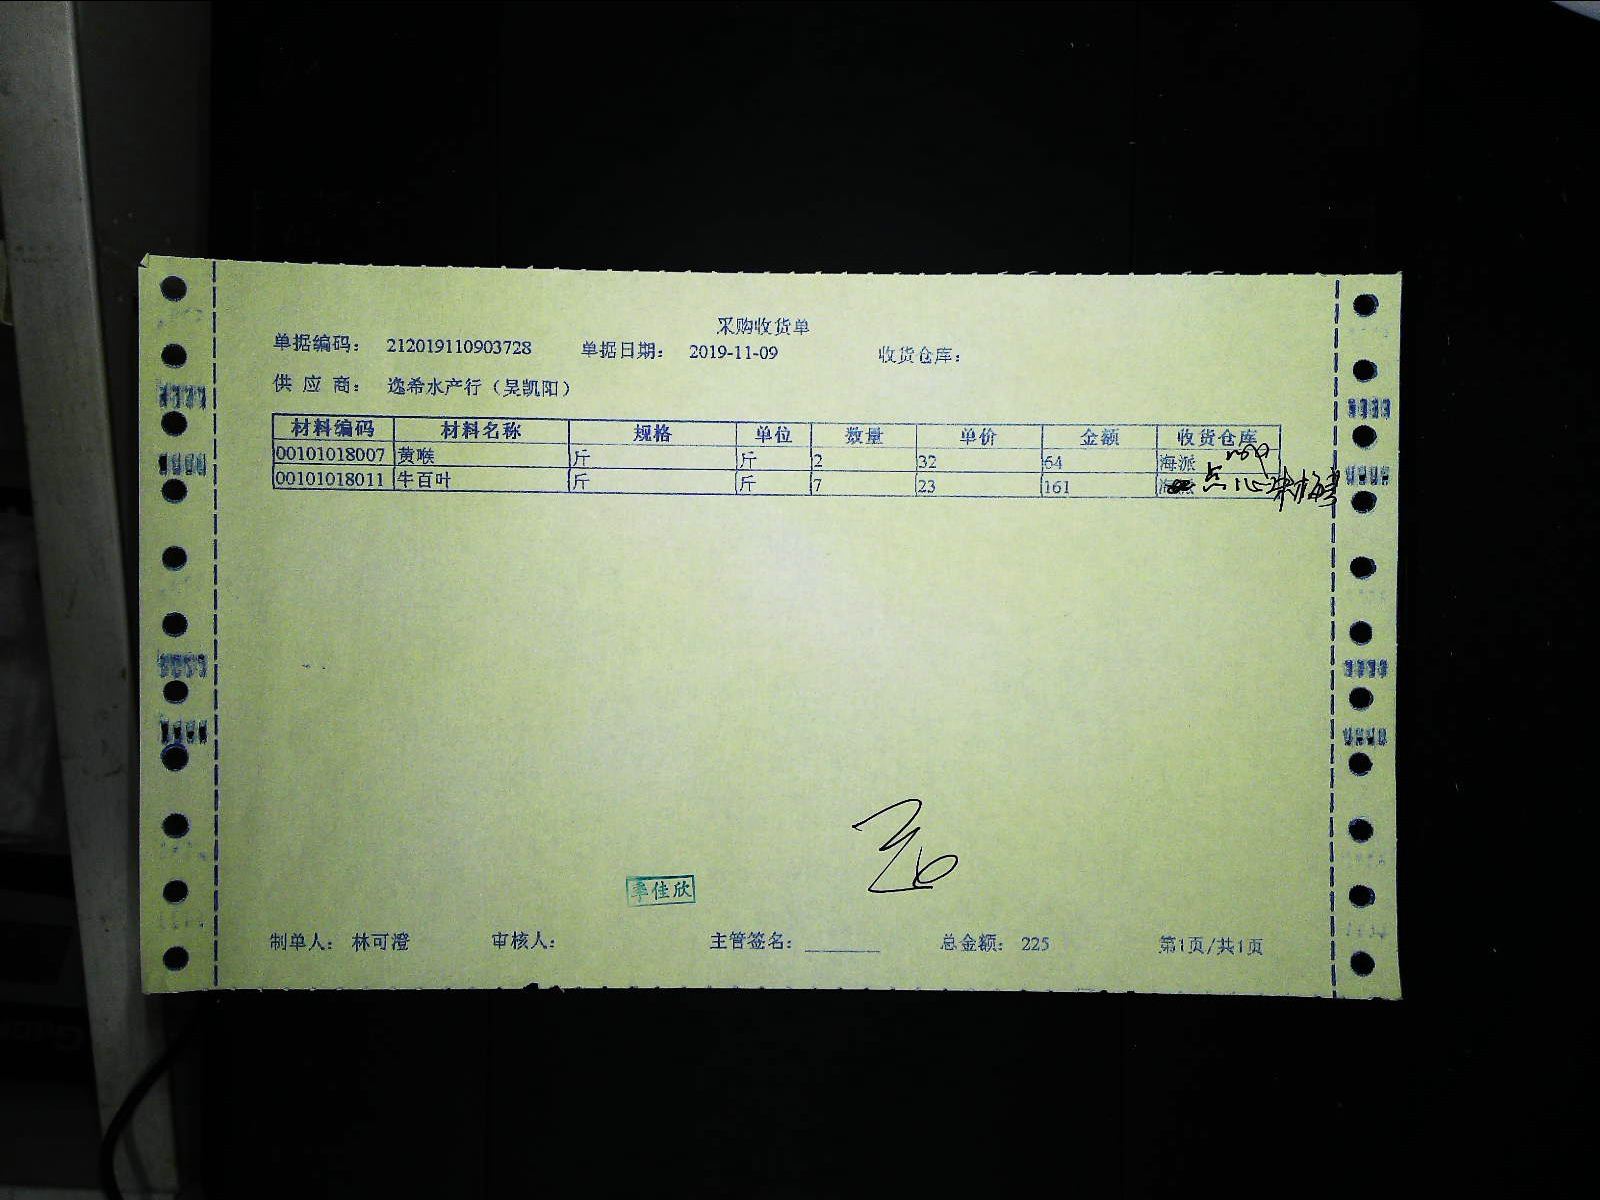 采购收货单
单据编码： 212019110903728 单据日期： 2019-11-09 收货仓库：
供 应 商： 逸希水产行（吴凯阳）
材料编码 材料名称 规格 单位 数量 单价 金额 收货仓库
00101018007 黄喉 斤 斤 2 32 64 海派
00101018011 牛百叶 斤 斤 7 23 161 点心
李佳欣
制单人： 林可澄 审核人： 主管签名： 总金额： 225 第1页/共1页